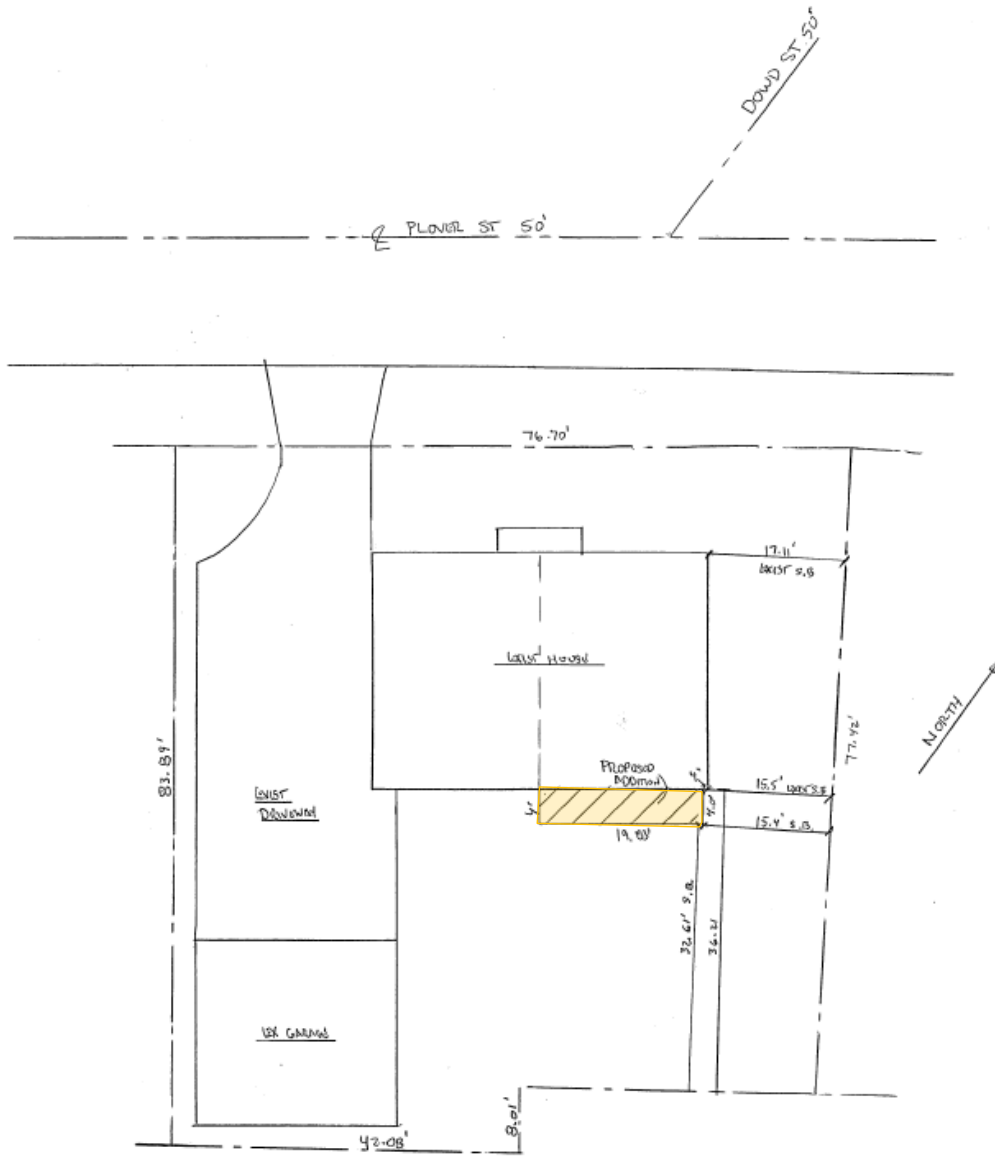 DOWD ST. 50'
℄ PLOVER ST 50'
76.70'
17.11'
EXIST S.B
EXIST HOUSE
NORTH
77.42'
83.89'
PROPOSED
ADDITION
15.5' EXIST S.B
4'
4.0'
15.4' S.B.
19.83'
EXIST
DRIVEWAY
32.61' S.B.
36.21
EX GARAGE
8.01'
42.08'